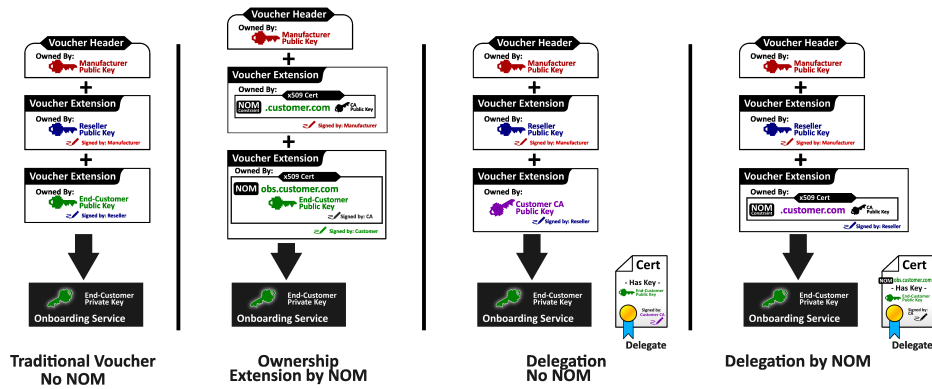 Voucher Header
Owned By:
Manufacturer
Public Key
+
Voucher Extension
Owned By:
Reseller
Public Key
Signed by: Manufacturer
+
Voucher Extension
Owned By:
End-Customer
Public Key
Signed by: Reseller
End-Customer
Private Key
Onboarding Service
Traditional Voucher
No NOM
Voucher Header
Owned By:
Manufacturer
Public Key
+
Voucher Extension
Owned By:
x509 Cert
NOM
Constraint
.customer.com
CA
Public Key
Signed by: Manufacturer
+
Voucher Extension
Owned By:
x509 Cert
NOM obs.customer.com
End-Customer
Public Key
Signed by: CA
Signed by: Customer
End-Customer
Private Key
Onboarding Service
Ownership
Extension by NOM
Voucher Header
Owned By:
Manufacturer
Public Key
+
Voucher Extension
Owned By:
Reseller
Public Key
Signed by: Manufacturer
+
Voucher Extension
Owned By:
Customer CA
Public Key
Signed by: Reseller
End-Customer
Private Key
Onboarding Service
Cert
- Has Key -
End-Customer
Public Key
Signed by:
Customer CA
Delegate
Delegation
No NOM
Voucher Header
Owned By:
Manufacturer
Public Key
+
Voucher Extension
Owned By:
Reseller
Public Key
Signed by: Manufacturer
+
Voucher Extension
Owned By:
x509 Cert
NOM
Constraint
.customer.com
CA
Public Key
Signed by: Reseller
End-Customer
Private Key
Onboarding Service
Cert
NOM obs.customer.com
- Has Key -
End-Customer
Public Key
Signed by:
CA
Delegate
Delegation by NOM